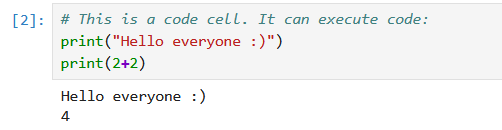 [2]: # This is a code cell. It can execute code:
print("Hello everyone :)")
print(2+2)
Hello everyone :)
4